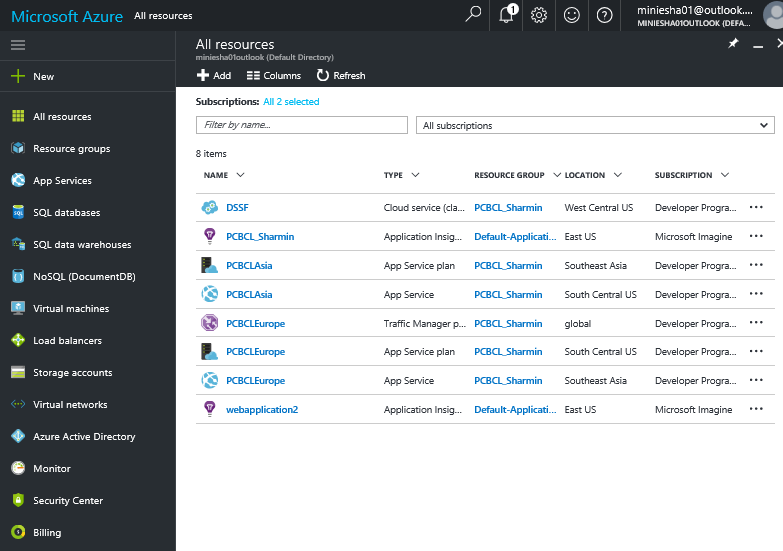 Microsoft Azure All resources
1
miniesha01@outlook....
MINIESHA01OUTLOOK (DEFA...
New
All resources
Resource groups
App Services
SQL databases
SQL data warehouses
NoSQL (DocumentDB)
Virtual machines
Load balancers
Storage accounts
Virtual networks
Azure Active Directory
Monitor
Security Center
Billing
All resources
miniesha01outlook (Default Directory)
Add Columns Refresh
Subscriptions: All 2 selected
Filter by name... All subscriptions
8 items
NAME TYPE RESOURCE GROUP LOCATION SUBSCRIPTION
DSSF Cloud service (cla... PCBCL_Sharmin West Central US Developer Progra...
PCBCL_Sharmin Application Insig... Default-Applicati... East US Microsoft Imagine
PCBCLAsia App Service plan PCBCL_Sharmin Southeast Asia Developer Progra...
PCBCLAsia App Service PCBCL_Sharmin South Central US Developer Progra...
PCBCLEurope Traffic Manager p... PCBCL_Sharmin global Developer Progra...
PCBCLEurope App Service plan PCBCL_Sharmin South Central US Developer Progra...
PCBCLEurope App Service PCBCL_Sharmin Southeast Asia Developer Progra...
webapplication2 Application Insig... Default-Applicati... East US Microsoft Imagine